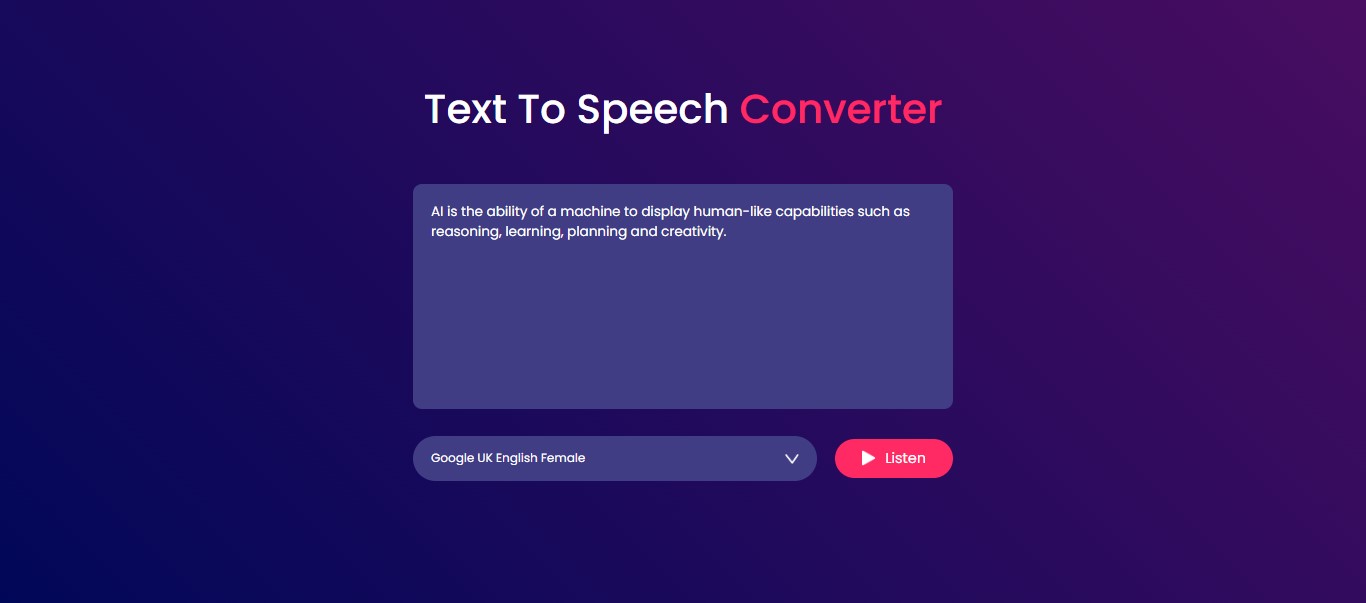 Text To Speech Converter
AI is the ability of a machine to display human-like capabilities such as
reasoning, learning, planning and creativity.
Google UK English Female
Listen